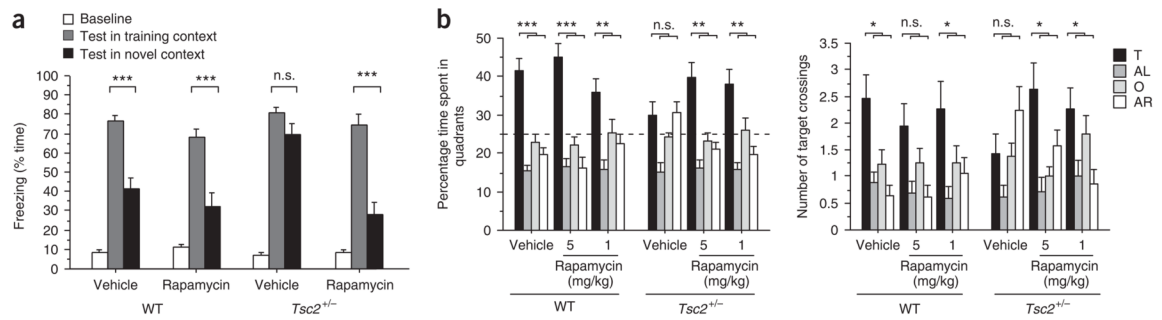 a
Baseline
Test in training context
Test in novel context
Freezing (% time)
100
90
80
70
60
50
40
30
20
10
0
***
***
n.s.
***
Vehicle
Rapamycin
Vehicle
Rapamycin
WT
Tsc2+/–
b
Percentage time spent in
quadrants
50
40
30
20
10
0
***
***
**
n.s.
**
**
Vehicle
5
1
Vehicle
5
1
Rapamycin
(mg/kg)
Rapamycin
(mg/kg)
WT
Tsc2+/–
Number of target crossings
3.5
3
2.5
2
1.5
1
0.5
0
*
n.s.
*
n.s.
*
*
Vehicle
5
1
Vehicle
5
1
Rapamycin
(mg/kg)
Rapamycin
(mg/kg)
WT
Tsc2+/–
T
AL
O
AR